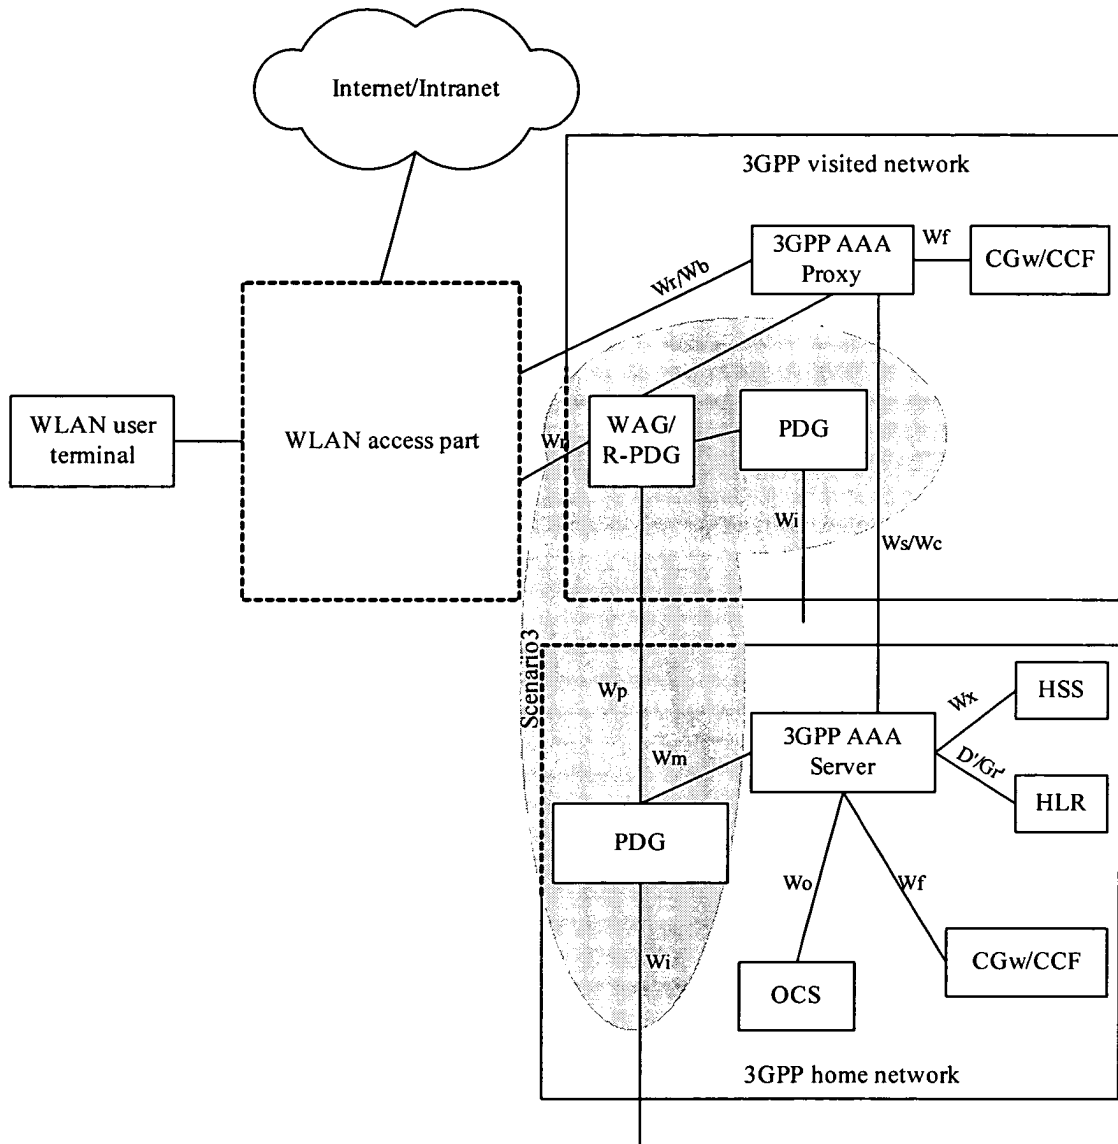 Internet/Intranet
3GPP visited network
3GPP AAA
Proxy
Wf
CGw/CCF
Wr/Wb
WLAN user
terminal
WLAN access part
Wn
WAG/
R-PDG
PDG
Wi
Ws/Wc
Scenario3
Wp
Wm
3GPP AAA
Server
Wx
HSS
D'/Gr'
HLR
PDG
Wo
Wf
Wi
OCS
CGw/CCF
3GPP home network